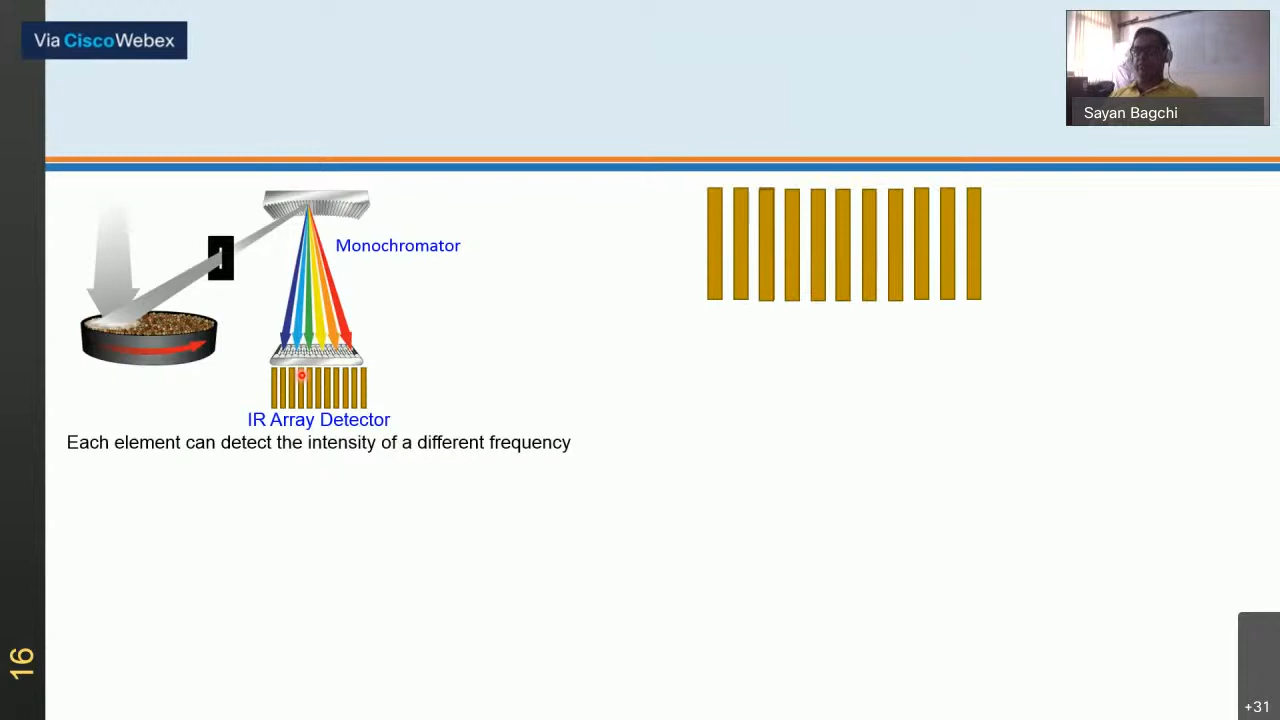 Via CiscoWebex
Sayan Bagchi
Monochromator
IR Array Detector
Each element can detect the intensity of a different frequency
16
+31